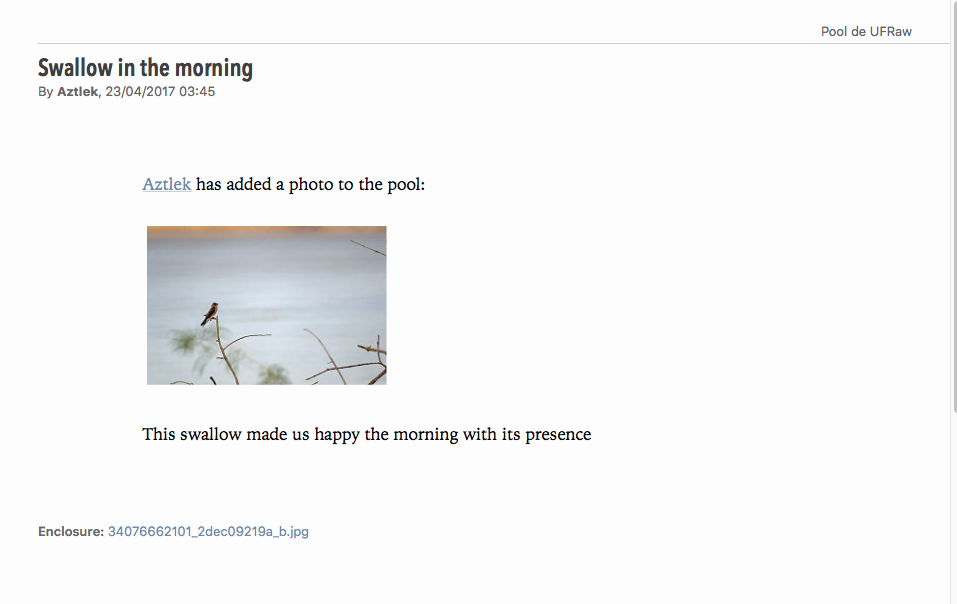 Pool de UFRaw
Swallow in the morning
By Aztlek, 23/04/2017 03:45
Aztlek has added a photo to the pool:
This swallow made us happy the morning with its presence
Enclosure: 34076662101_2dec09219a_b.jpg